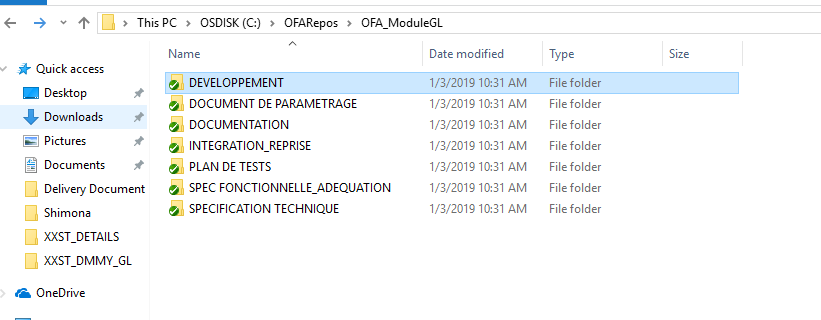 This PC > OSDISK (C:) > OFARepos > OFA_ModuleGL
Name Date modified Type Size
Quick access
Desktop
Downloads
Pictures
Documents
Delivery Document
Shimona
XXST_DETAILS
XXST_DMMY_GL
OneDrive
DEVELOPPEMENT 1/3/2019 10:31 AM File folder
DOCUMENT DE PARAMETRAGE 1/3/2019 10:31 AM File folder
DOCUMENTATION 1/3/2019 10:31 AM File folder
INTEGRATION_REPRISE 1/3/2019 10:31 AM File folder
PLAN DE TESTS 1/3/2019 10:31 AM File folder
SPEC FONCTIONNELLE_ADEQUATION 1/3/2019 10:31 AM File folder
SPECIFICATION TECHNIQUE 1/3/2019 10:31 AM File folder